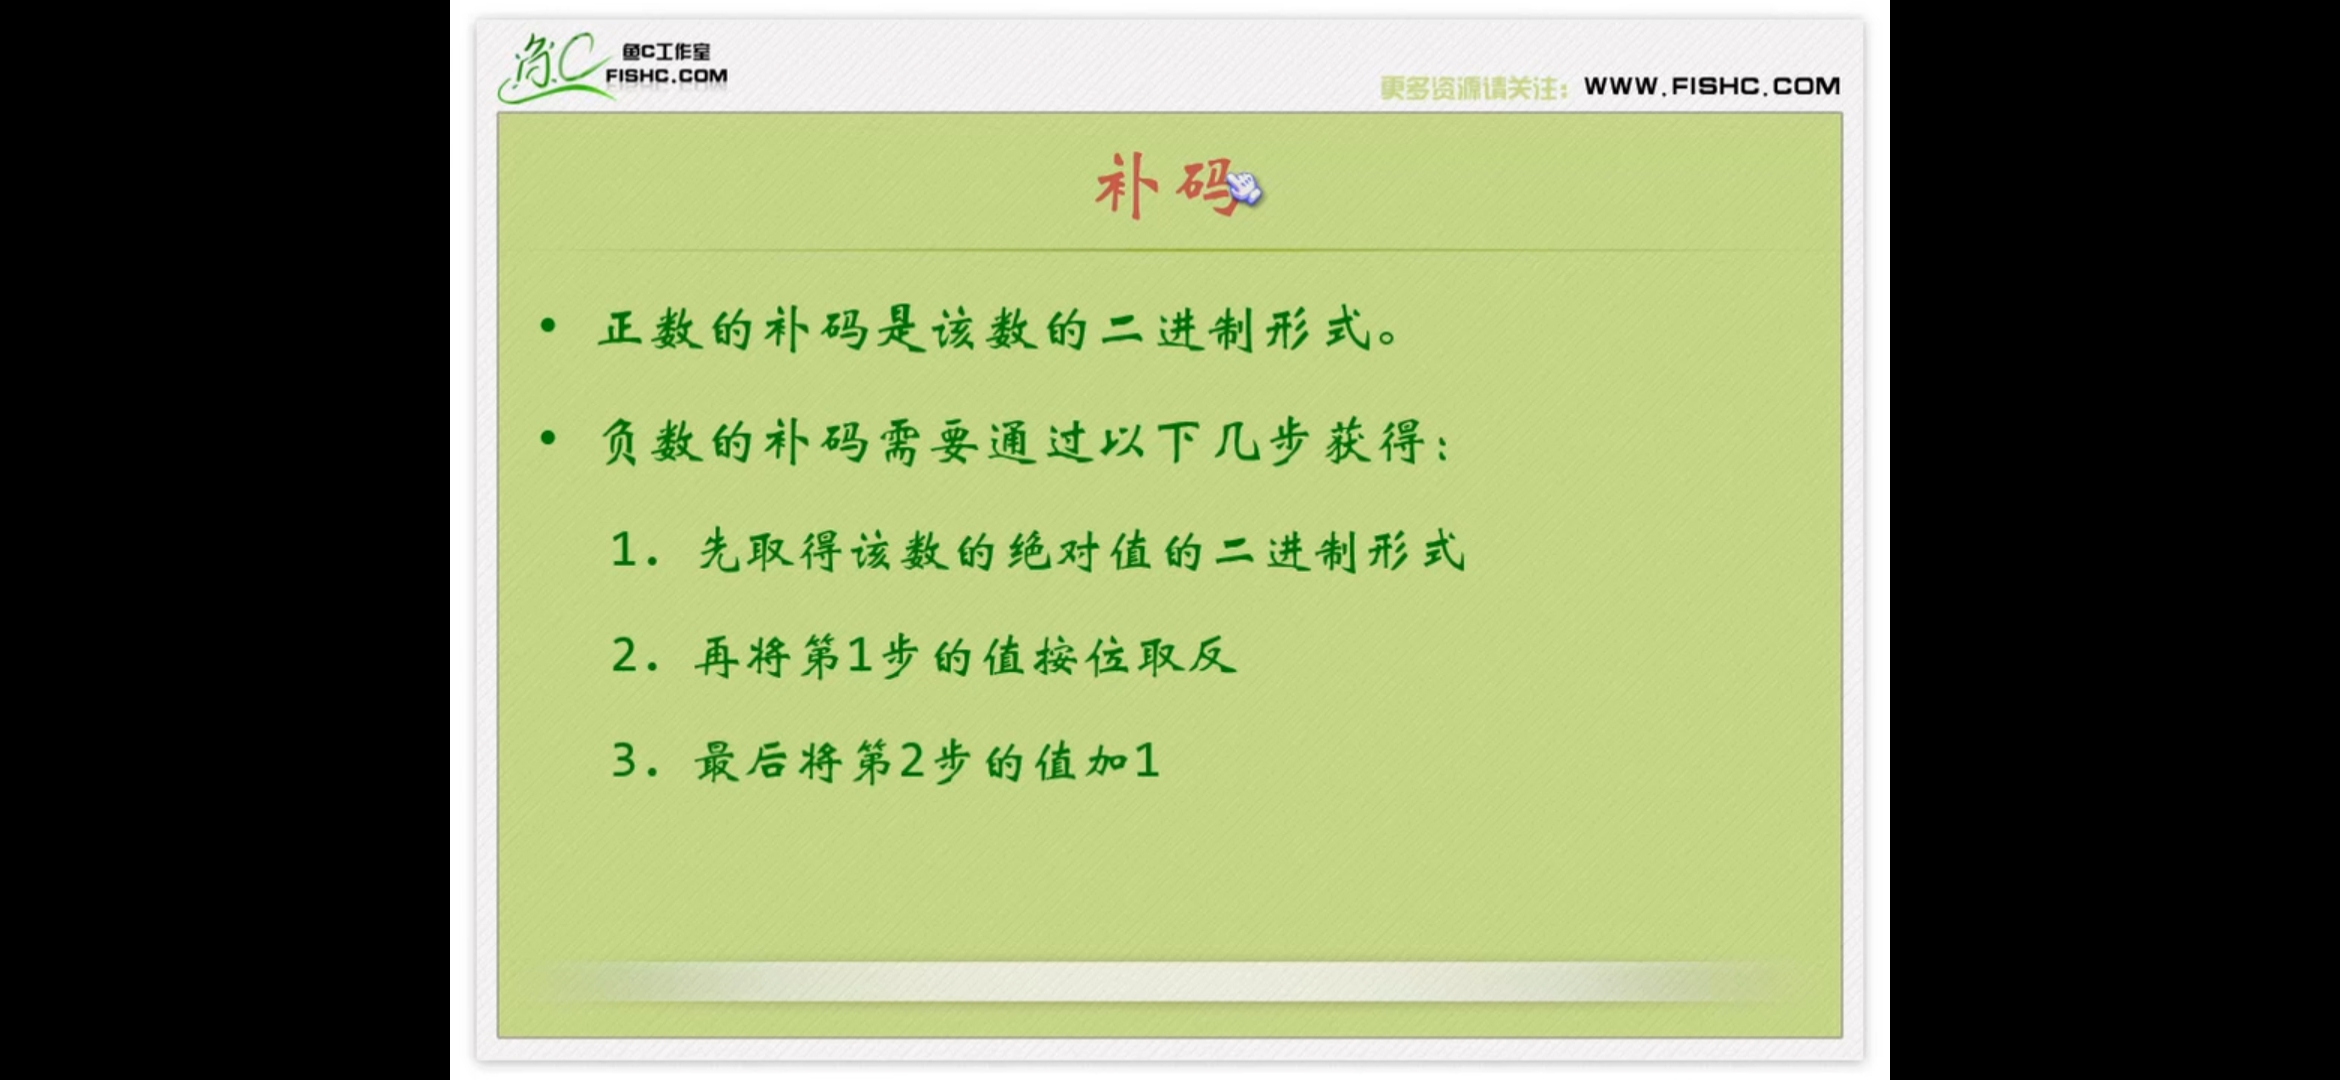 鱼C工作室
FISHC.COM
更多资源请关注：WWW.FISHC.COM
补码
• 正数的补码是该数的二进制形式。
• 负数的补码需要通过以下几步获得：
1. 先取得该数的绝对值的二进制形式
2. 再将第1步的值按位取反
3. 最后将第2步的值加1